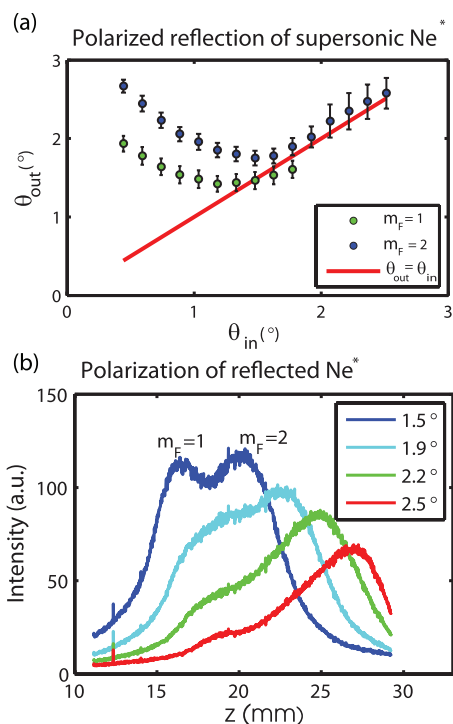 (a)
Polarized reflection of supersonic Ne*
3
2
1
0
θout(°)
0
1
2
3
θin(°)
mF=1
mF=2
θout=θin
(b)
Polarization of reflected Ne*
150
100
50
0
Intensity (a.u.)
mF=1
mF=2
1.5°
1.9°
2.2°
2.5°
10
15
20
25
30
z (mm)